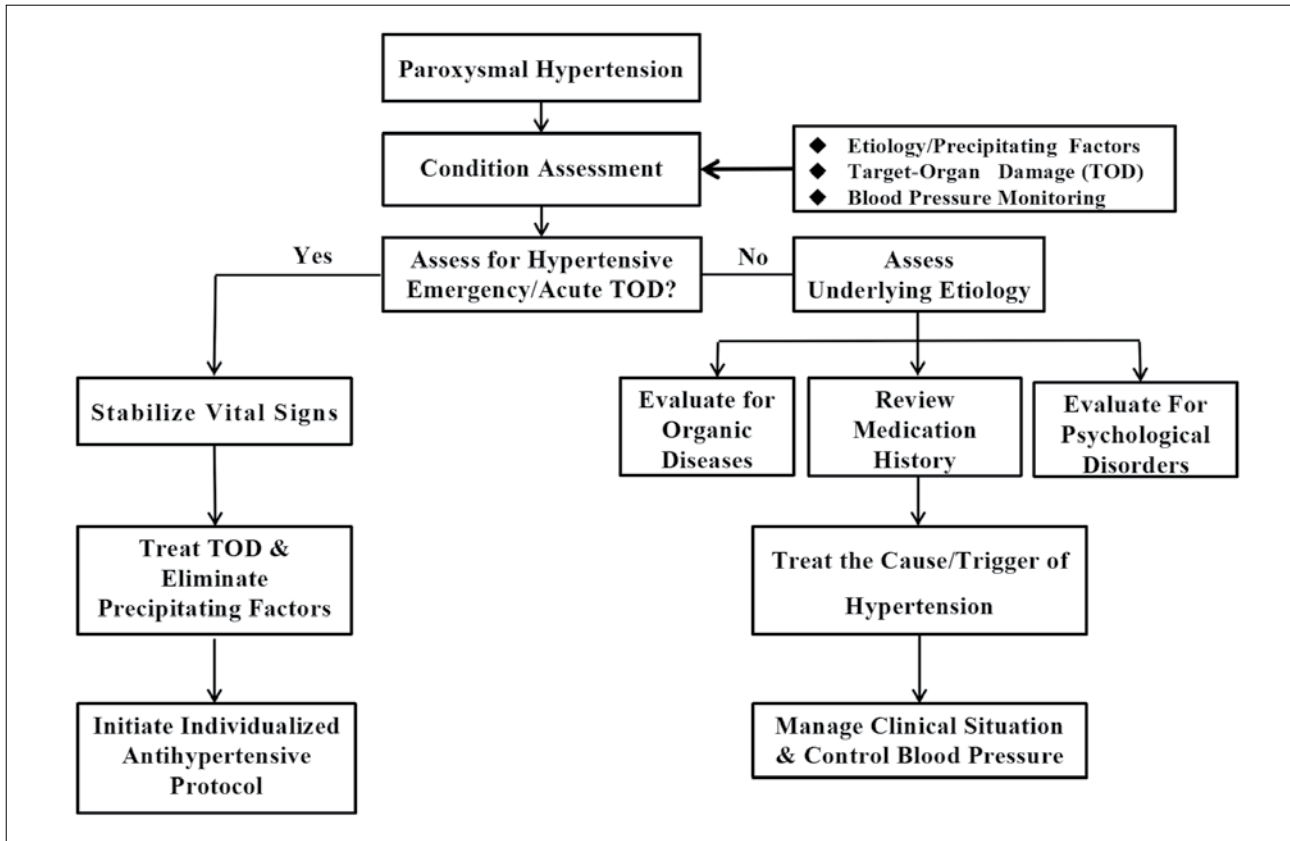 Paroxysmal Hypertension
Condition Assessment
◆ Etiology/Precipitating Factors
◆ Target-Organ Damage (TOD)
◆ Blood Pressure Monitoring
Yes
Assess for Hypertensive
Emergency/Acute TOD?
No
Assess
Underlying Etiology
Stabilize Vital Signs
Evaluate for
Organic
Diseases
Review
Medication
History
Evaluate For
Psychological
Disorders
Treat TOD &
Eliminate
Precipitating Factors
Treat the Cause/Trigger of
Hypertension
Initiate Individualized
Antihypertensive
Protocol
Manage Clinical Situation
& Control Blood Pressure